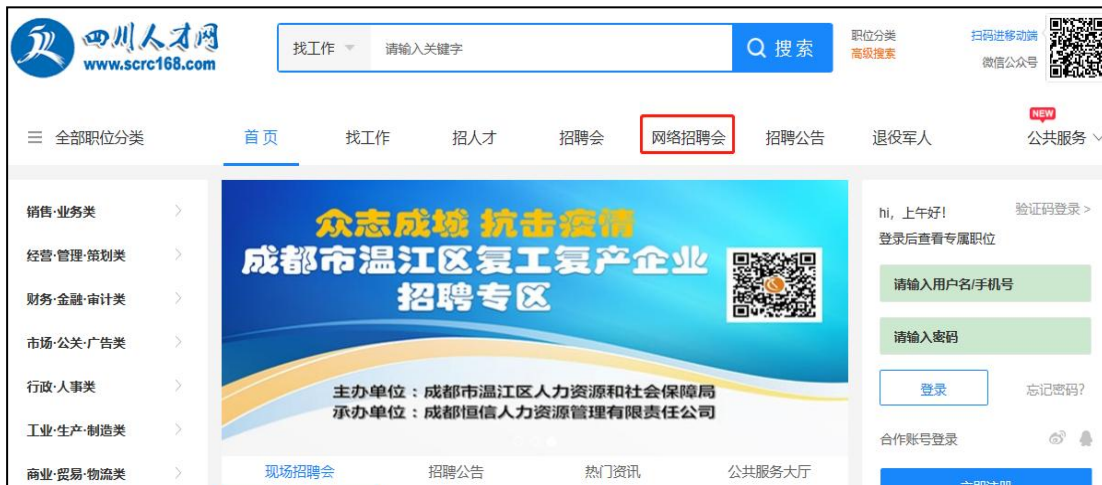 四川人才网
www.scrc168.com
找工作
请输入关键字
搜索
职位分类
高级搜索
扫码进移动端
微信公众号
全部职位分类
首页
找工作
招人才
招聘会
网络招聘会
招聘公告
退役军人
NEW
公共服务
销售·业务类
经营·管理·策划类
财务·金融·审计类
市场·公关·广告类
行政·人事类
工业·生产·制造类
商业·贸易·物流类
众志成城 抗击疫情
成都市温江区复工复产企业
招聘专区
主办单位：成都市温江区人力资源和社会保障局
承办单位：成都恒信人力资源管理有限责任公司
现场招聘会
招聘公告
热门资讯
公共服务大厅
hi, 上午好!
验证码登录 >
登录后查看专属职位
请输入用户名/手机号
请输入密码
登录
忘记密码?
合作账号登录
立即注册